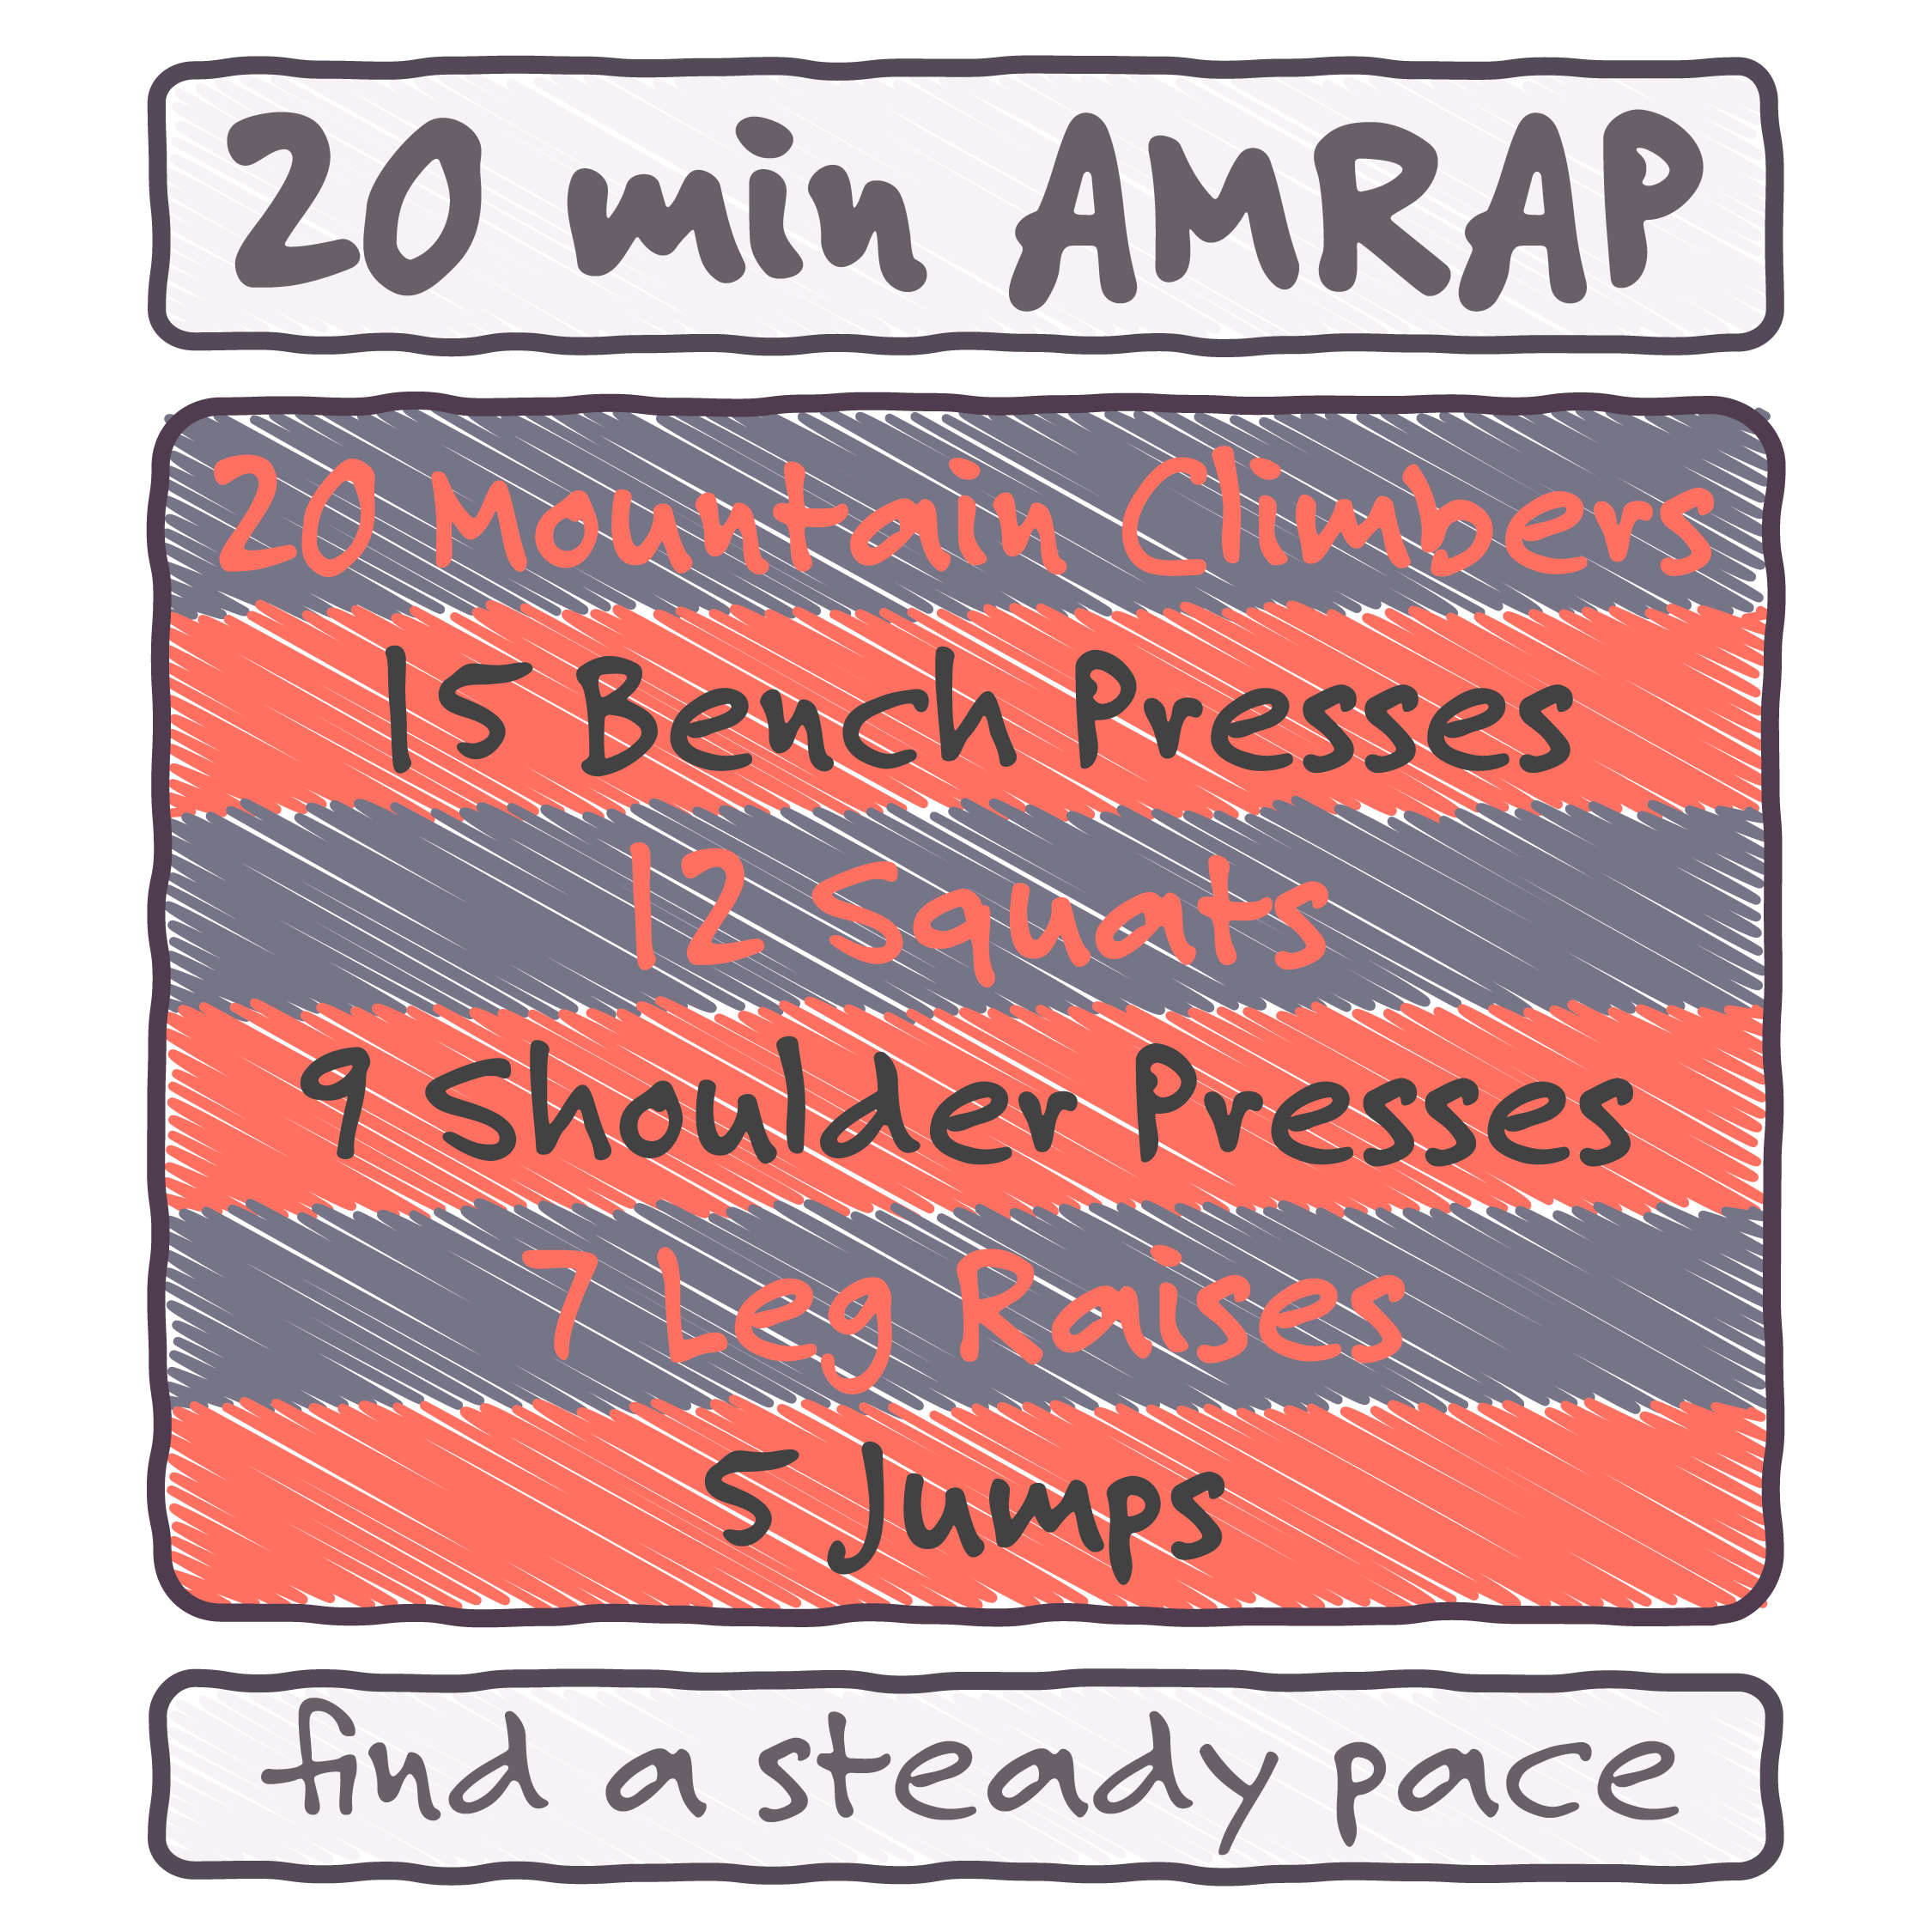 20 min AMRAP
20 Mountain Climbers
15 Bench Presses
12 Squats
9 Shoulder Presses
7 Leg Raises
5 Jumps
find a steady pace